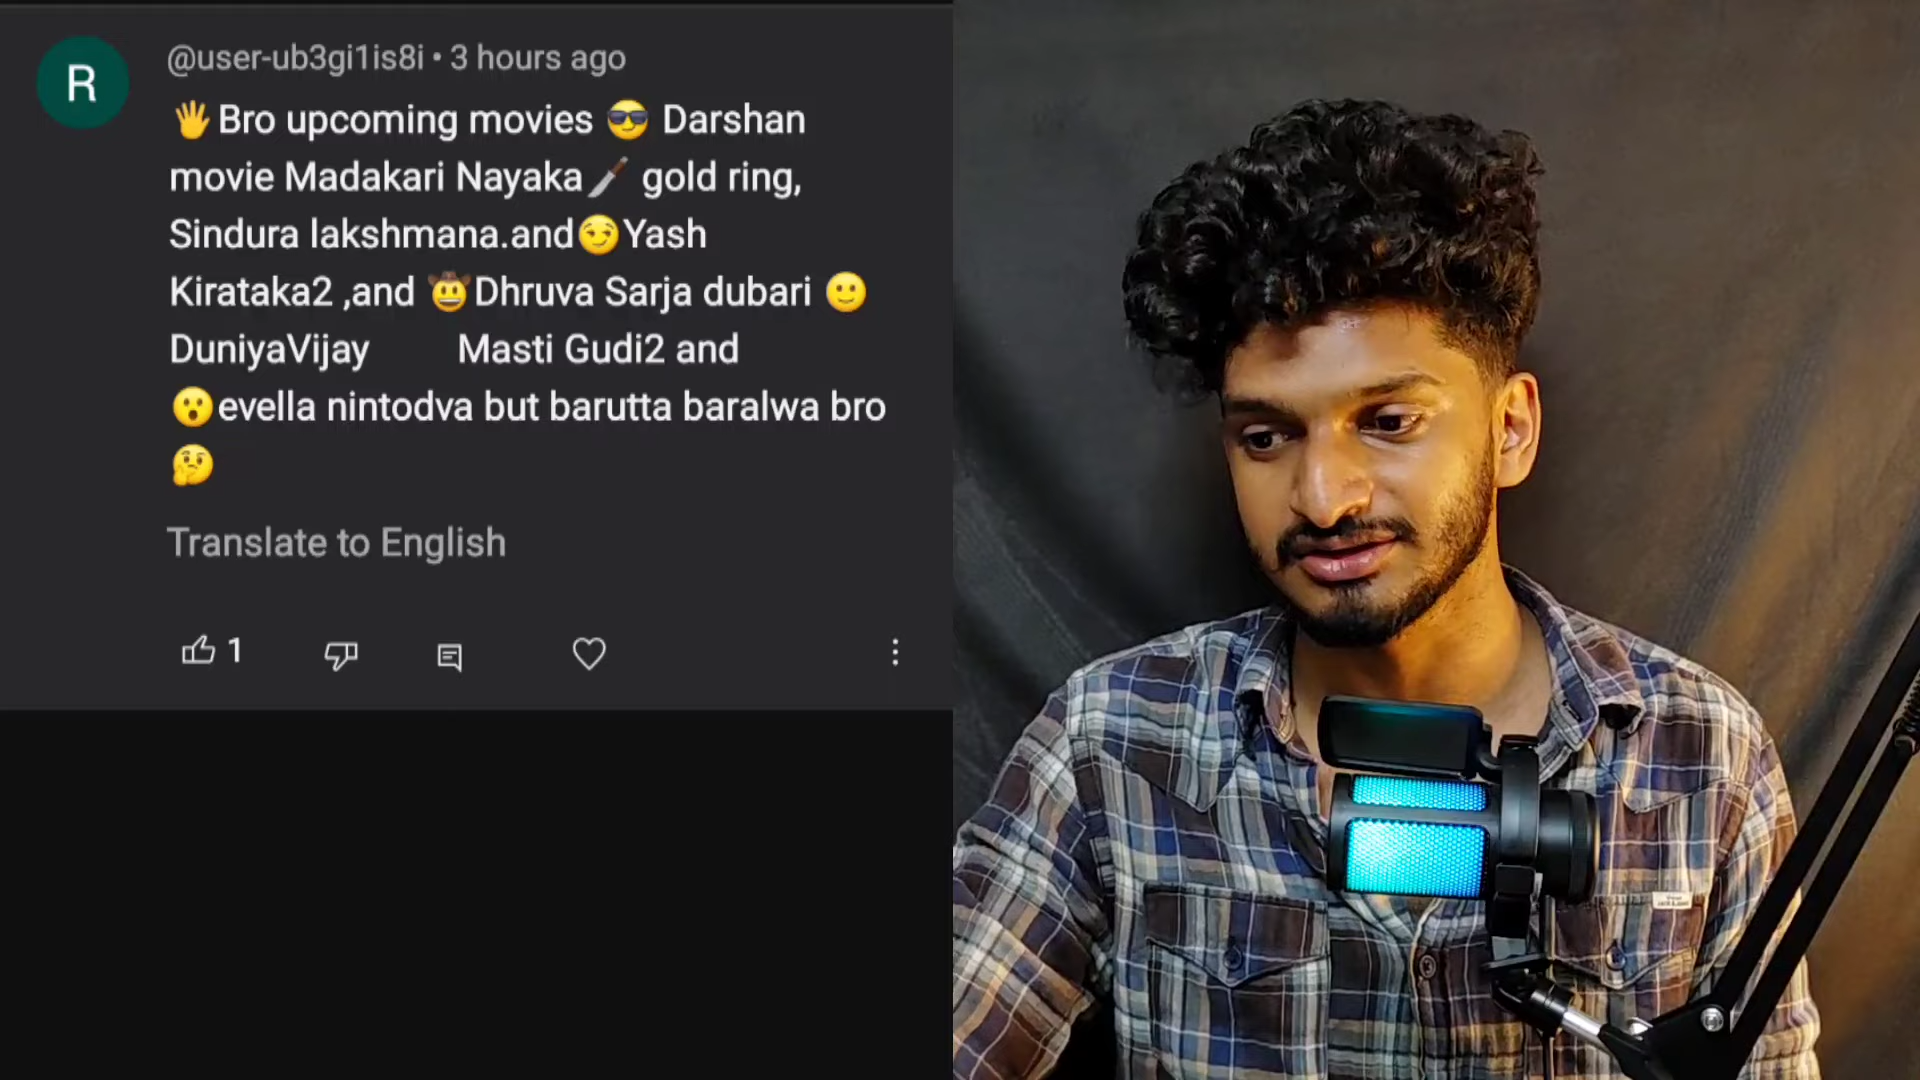 R
@user-ub3gi1is8i • 3 hours ago
🖐Bro upcoming movies 😎 Darshan
movie Madakari Nayaka🔪 gold ring,
Sindura lakshmana.and😏Yash
Kirataka2 ,and 🤠Dhruva Sarja dubari 🙂
DuniyaVijay Masti Gudi2 and
😮evella nintodva but barutta baralwa bro
🤔
Translate to English
1